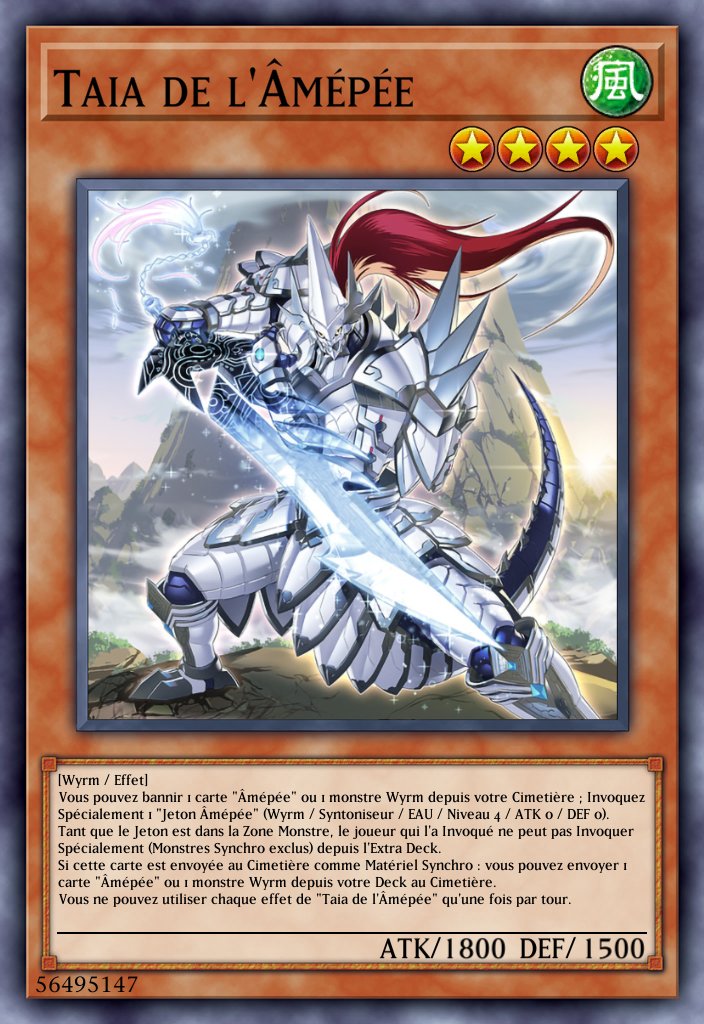 Taia de l'Âmépée
風
[Wyrm / Effet]
Vous pouvez bannir 1 carte "Âmépée" ou 1 monstre Wyrm depuis votre Cimetière ; Invoquez
Spécialement 1 "Jeton Âmépée" (Wyrm / Syntoniseur / EAU / Niveau 4 / ATK 0 / DEF 0).
Tant que le Jeton est dans la Zone Monstre, le joueur qui l'a Invoqué ne peut pas Invoquer
Spécialement (Monstres Synchro exclus) depuis l'Extra Deck.
Si cette carte est envoyée au Cimetière comme Matériel Synchro : vous pouvez envoyer 1
carte "Âmépée" ou 1 monstre Wyrm depuis votre Deck au Cimetière.
Vous ne pouvez utiliser chaque effet de "Taia de l'Âmépée" qu'une fois par tour.
ATK/1800 DEF/1500
56495147